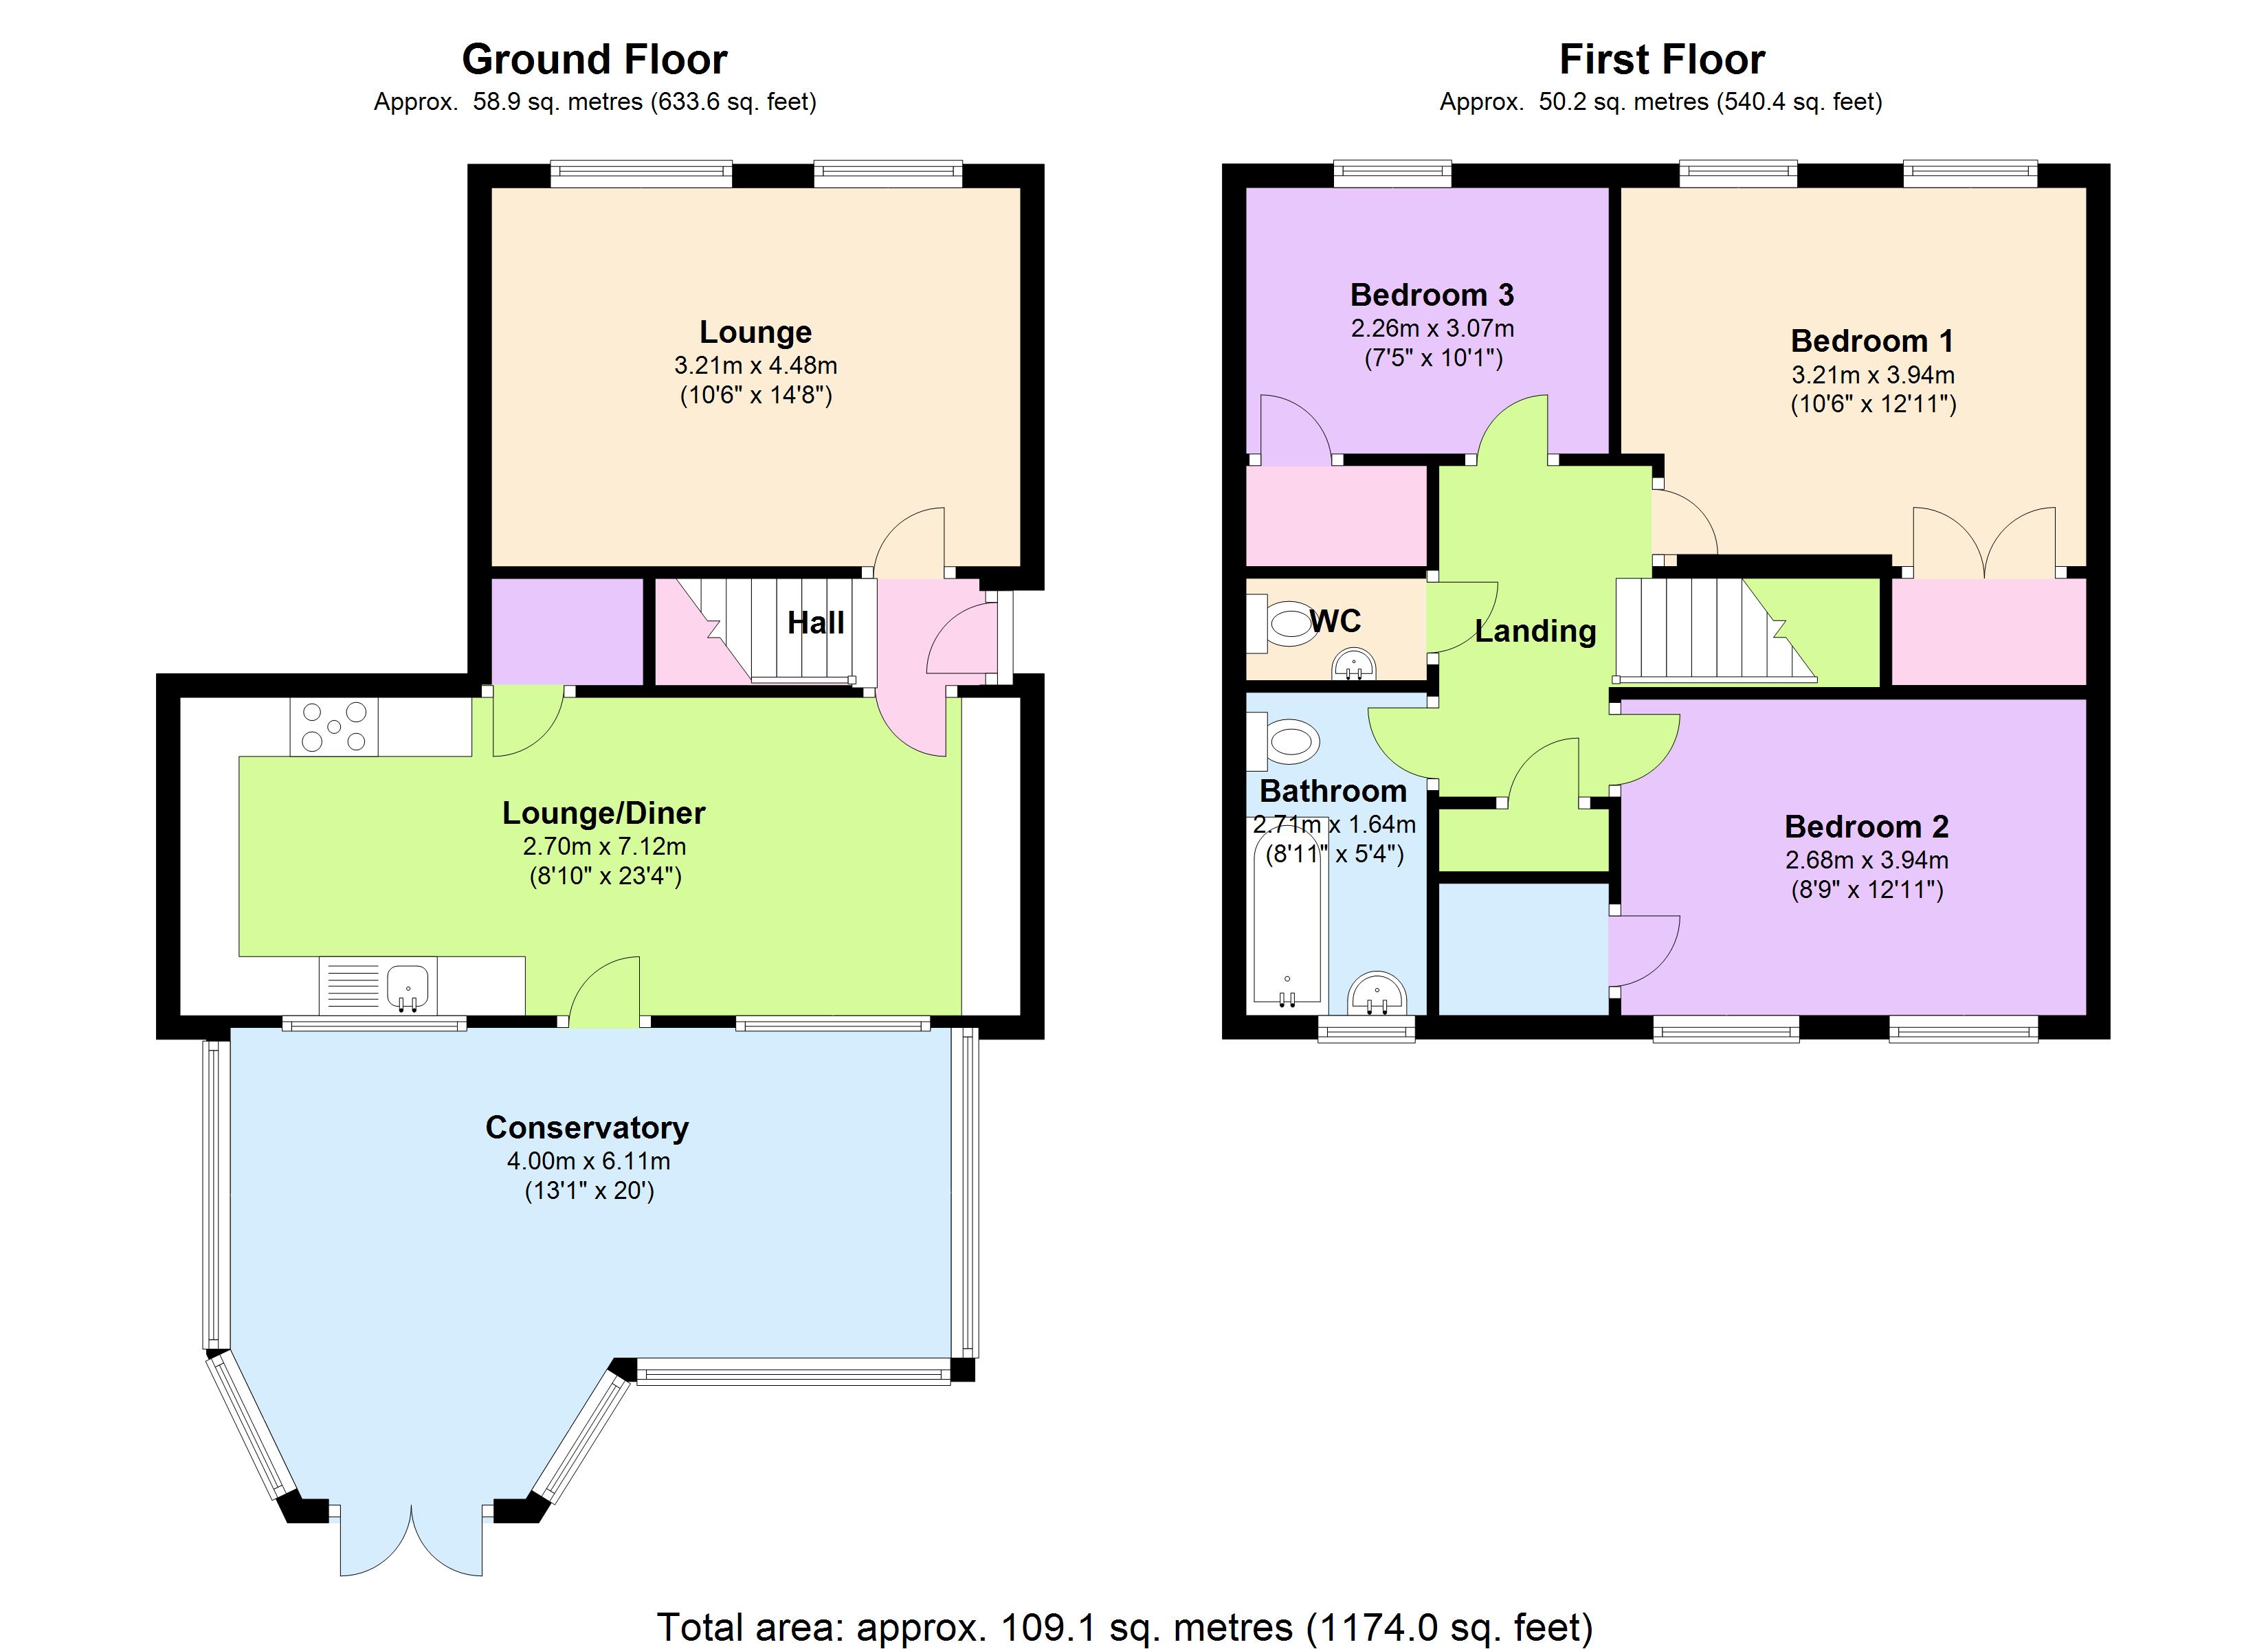 Ground Floor
Approx. 58.9 sq. metres (633.6 sq. feet)
Lounge
3.21m x 4.48m
(10'6" x 14'8")
Hall
Lounge/Diner
2.70m x 7.12m
(8'10" x 23'4")
Conservatory
4.00m x 6.11m
(13'1" x 20')
First Floor
Approx. 50.2 sq. metres (540.4 sq. feet)
Bedroom 3
2.26m x 3.07m
(7'5" x 10'1")
Bedroom 1
3.21m x 3.94m
(10'6" x 12'11")
WC
Landing
Bathroom
2.71m x 1.64m
(8'11" x 5'4")
Bedroom 2
2.68m x 3.94m
(8'9" x 12'11")
Total area: approx. 109.1 sq. metres (1174.0 sq. feet)